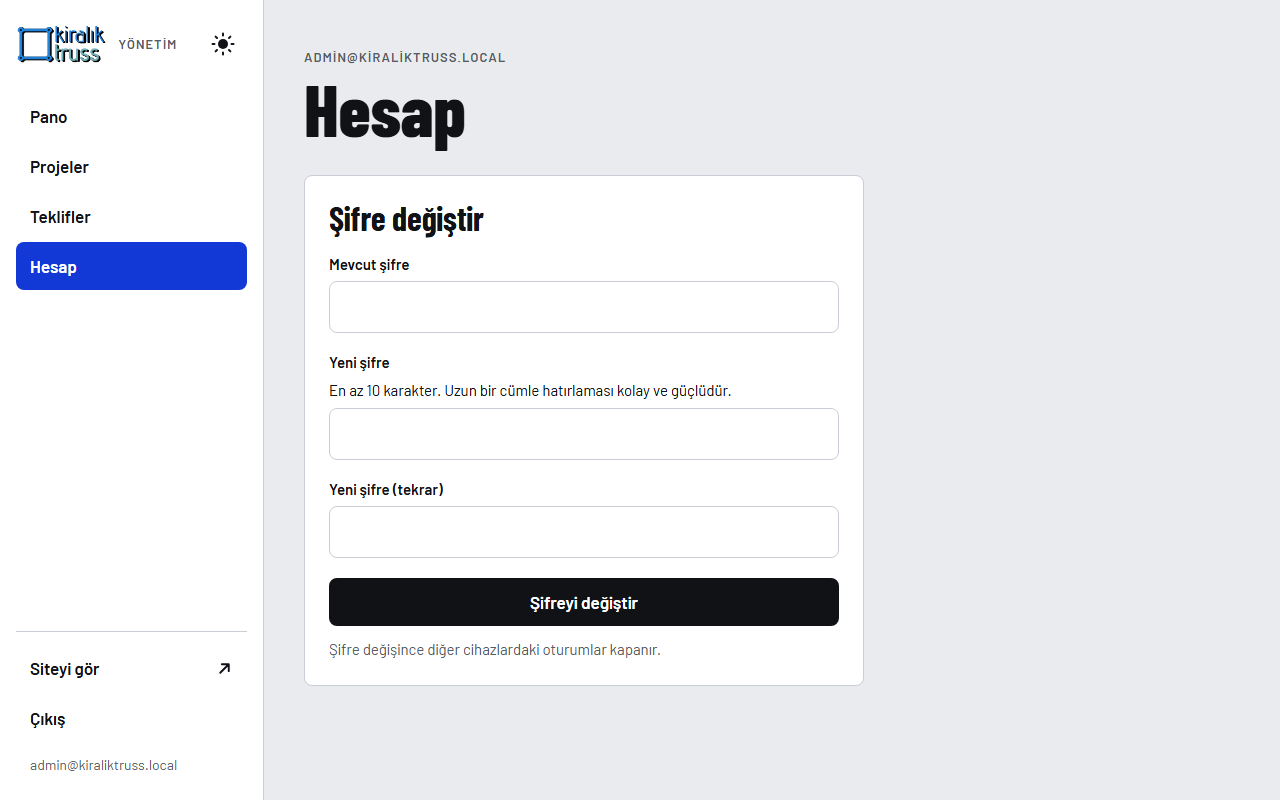 kiralık
truss
YÖNETİM
Pano
Projeler
Teklifler
Hesap
Siteyi gör
Çıkış
admin@kiraliktruss.local
ADMİN@KİRALİKTRUSS.LOCAL
Hesap
Şifre değiştir
Mevcut şifre
Yeni şifre
En az 10 karakter. Uzun bir cümle hatırlaması kolay ve güçlüdür.
Yeni şifre (tekrar)
Şifreyi değiştir
Şifre değişince diğer cihazlardaki oturumlar kapanır.